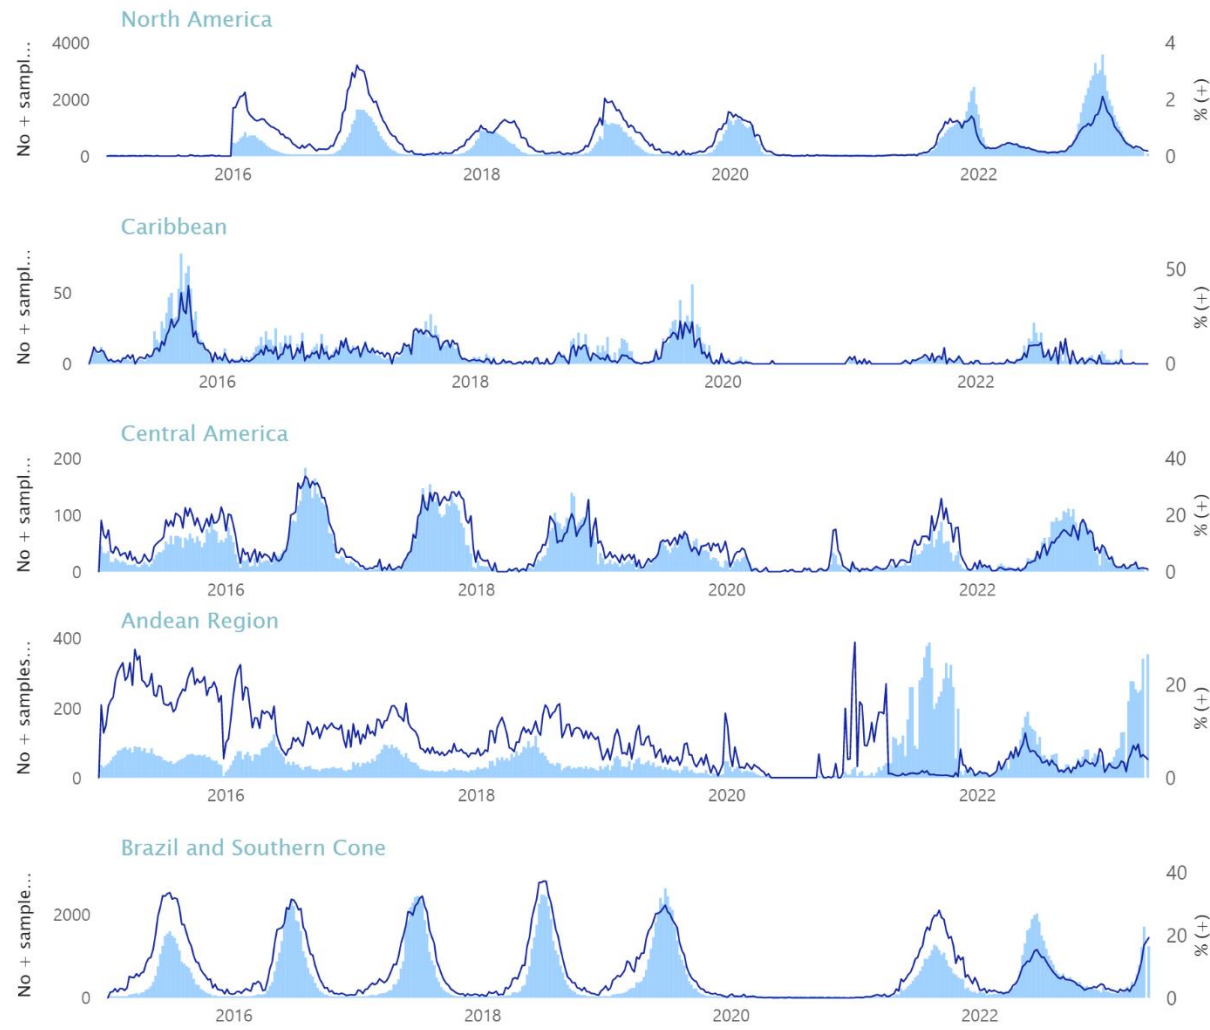 North America
No + sampl...
4000
2000
0
4
2
0
% (+)
2016 2018 2020 2022
Caribbean
No + sampl...
50
0
50
0
% (+)
2016 2018 2020 2022
Central America
No + sampl...
200
100
0
40
20
0
% (+)
2016 2018 2020 2022
Andean Region
No + samples...
400
200
0
20
0
% (+)
2016 2018 2020 2022
Brazil and Southern Cone
No + sample...
2000
0
40
20
0
% (+)
2016 2018 2020 2022